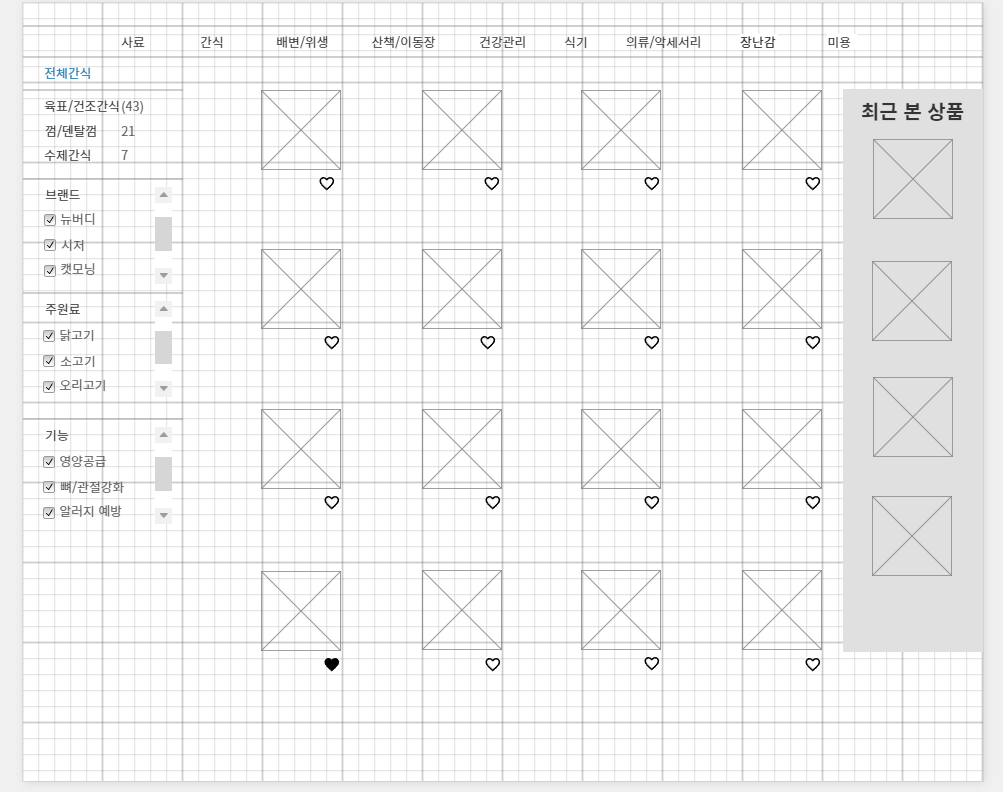 사료 간식 배변/위생 산책/이동장 건강관리 식기 의류/악세서리 장난감 미용
전체간식
육포/건조간식(43)
껌/덴탈껌 21
수제간식 7
브랜드
뉴버디
시저
캣모닝
주원료
닭고기
소고기
오리고기
기능
영양공급
뼈/관절강화
알러지 예방
최근 본 상품